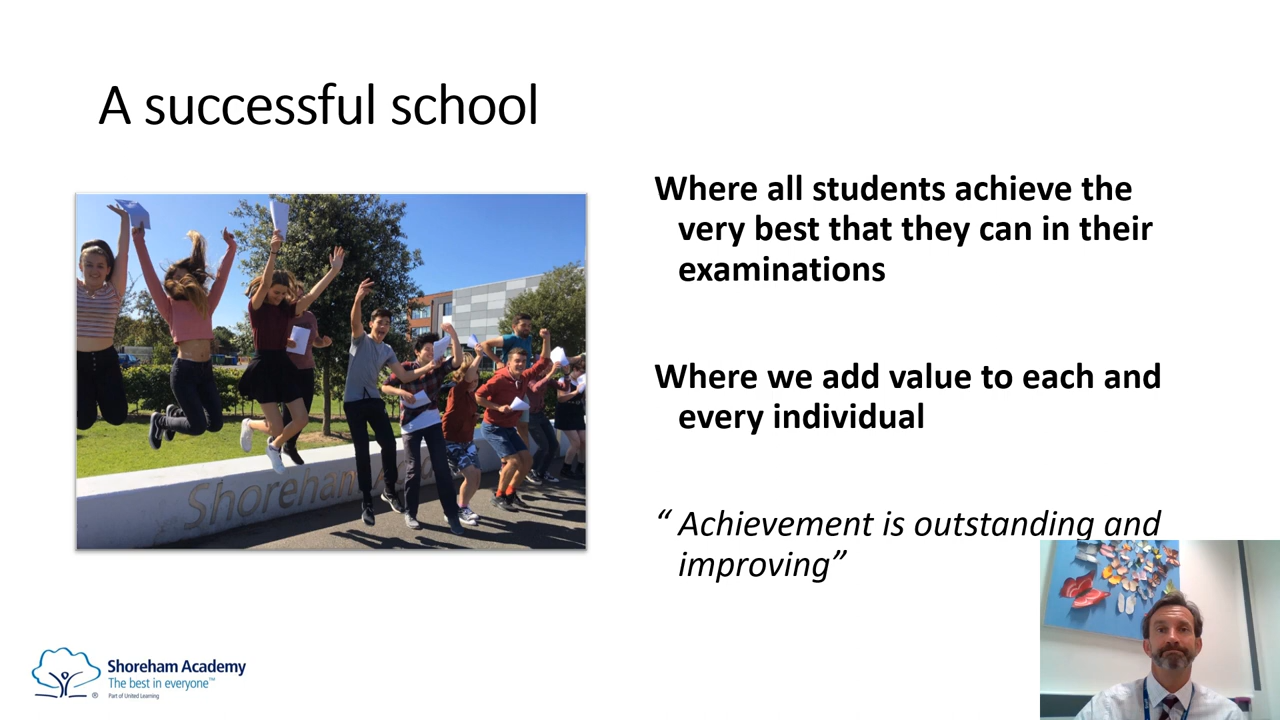 A successful school
Where all students achieve the
very best that they can in their
examinations
Where we add value to each and
every individual
“ Achievement is outstanding and
improving”
Shoreham Acad
Shoreham Academy
The best in everyone™
® Part of United Learning